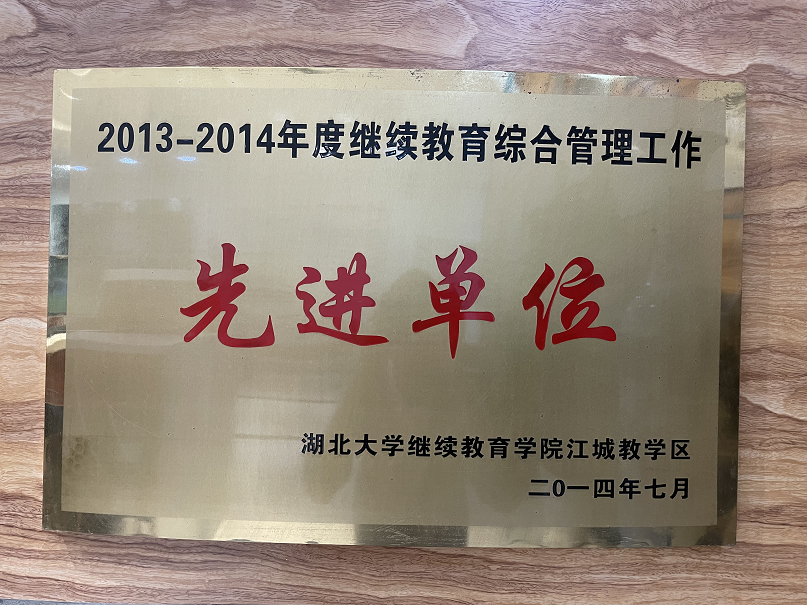 2013-2014年度继续教育综合管理工作
先进单位
湖北大学继续教育学院江城教学区
二0一四年七月